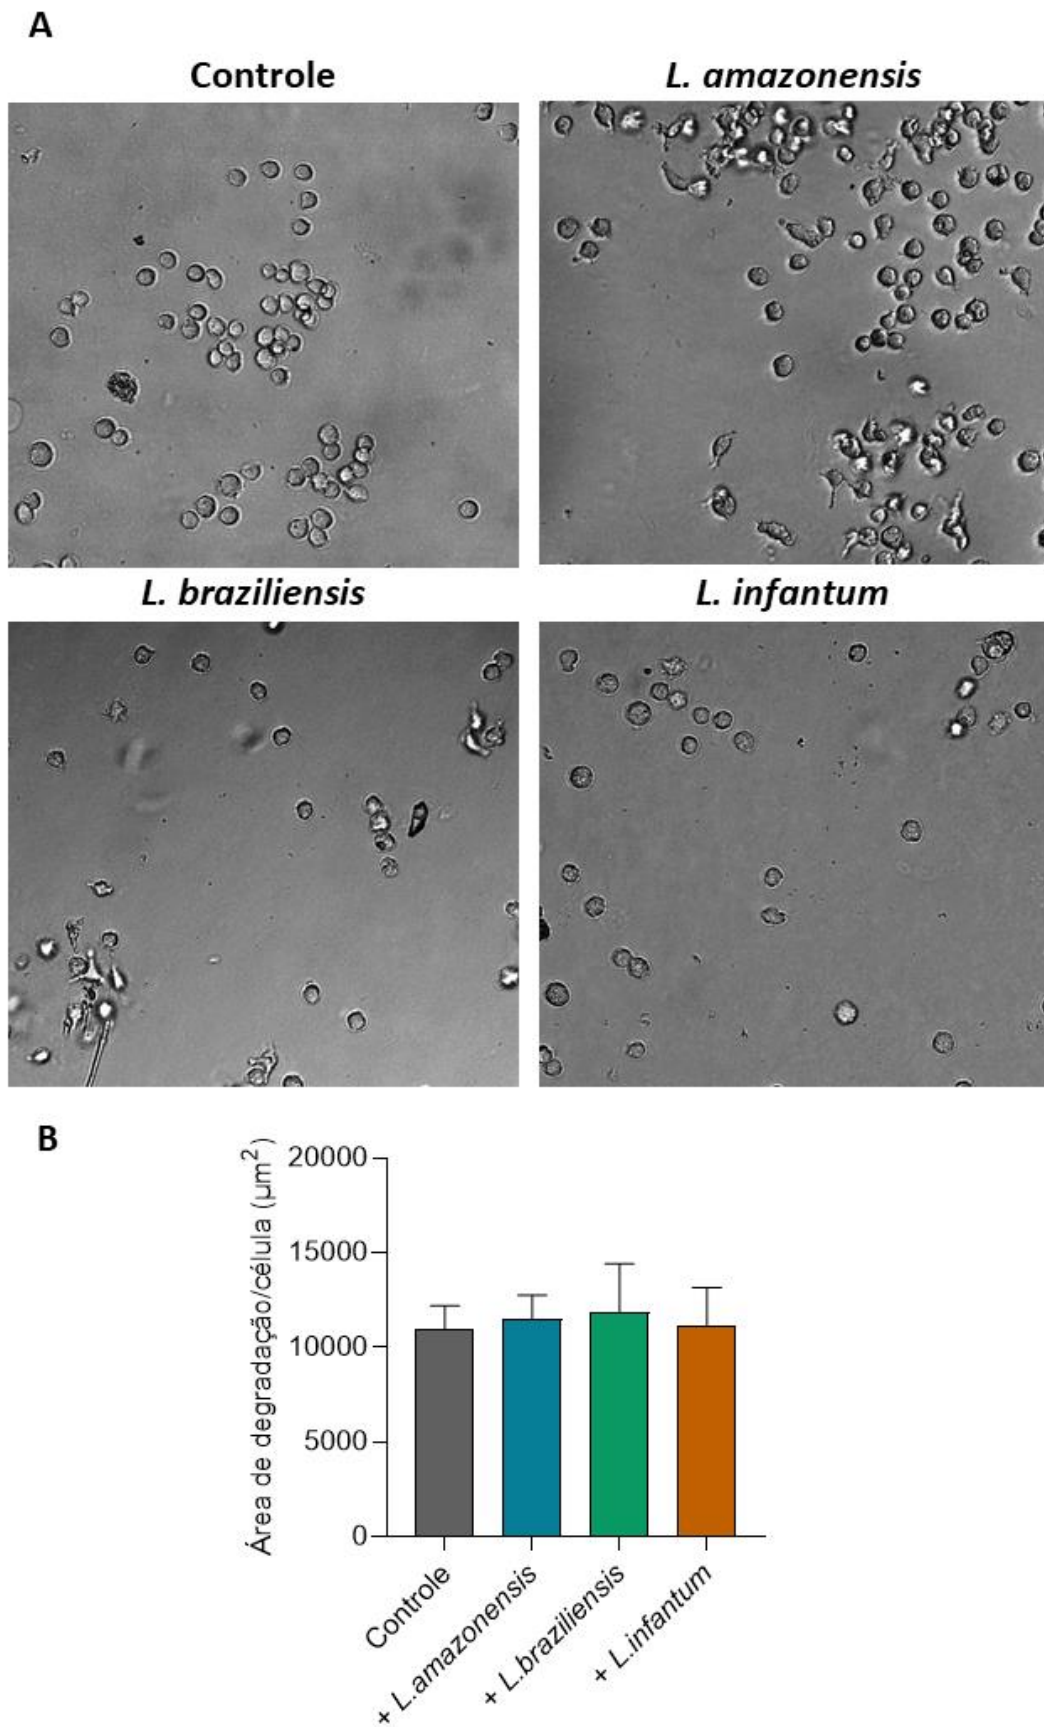 A
Controle
L. amazonensis
L. braziliensis
L. infantum
B
Área de degradação/célula (µm²)
20000
15000
10000
5000
0
Controle
+ L.amazonensis
+ L.braziliensis
+ L.infantum